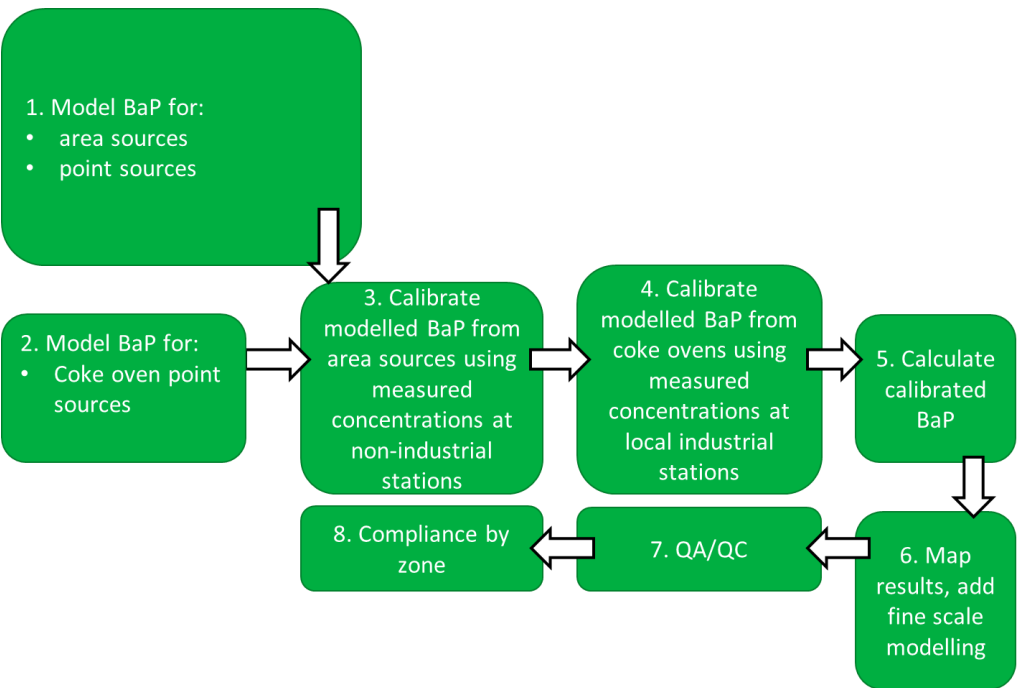 1. Model BaP for:
• area sources
• point sources
2. Model BaP for:
• Coke oven point
sources
3. Calibrate
modelled BaP from
area sources using
measured
concentrations at
non-industrial
stations
4. Calibrate
modelled BaP from
coke ovens using
measured
concentrations at
local industrial
stations
5. Calculate
calibrated
BaP
6. Map
results, add
fine scale
modelling
7. QA/QC
8. Compliance by
zone